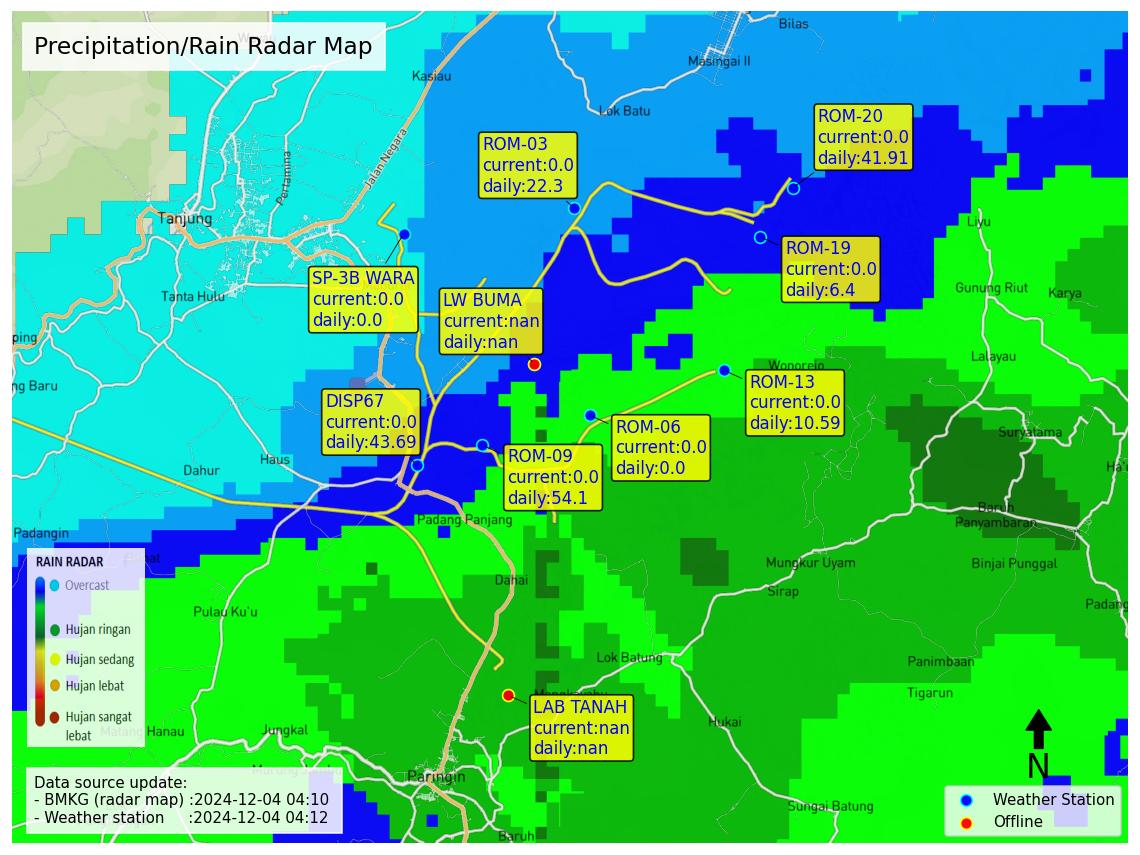 Precipitation/Rain Radar Map
Bilas
Masingai II
Kasiau
Lok Batu
ROM-20
current:0.0
daily:41.91
ROM-03
current:0.0
daily:22.3
Jalan Negara
Pertamina
Tanjung
Liyu
ROM-19
current:0.0
daily:6.4
SP-3B WARA
current:0.0
daily:0.0
LW BUMA
current:nan
daily:nan
Tanta Hulu
Gunung Riut
Karya
ping
Lalayau
Wonorein
ng Baru
ROM-13
current:0.0
daily:10.59
DISP67
current:0.0
daily:43.69
ROM-06
current:0.0
daily:0.0
Suryatama
ROM-09
current:0.0
daily:54.1
Haus
Dahur
Baruh
Panyambaran
Padang Panjang
Padangin
Mungkur Uyam
Binjai Punggal
RAIN RADAR
Overcast
Hujan ringan
Hujan sedang
Hujan lebat
Hujan sangat
lebat
Dahai
Sirap
Pulau Ku`u
Padang
Lok Batung
Panimbaan
Tigarun
LAB TANAH
current:nan
daily:nan
Hukai
Matang Hanau
Jungkal
Paringin
N
Data source update:
- BMKG (radar map) :2024-12-04 04:10
- Weather station :2024-12-04 04:12
Weather Station
Offline
Sungai Batung
Baruh